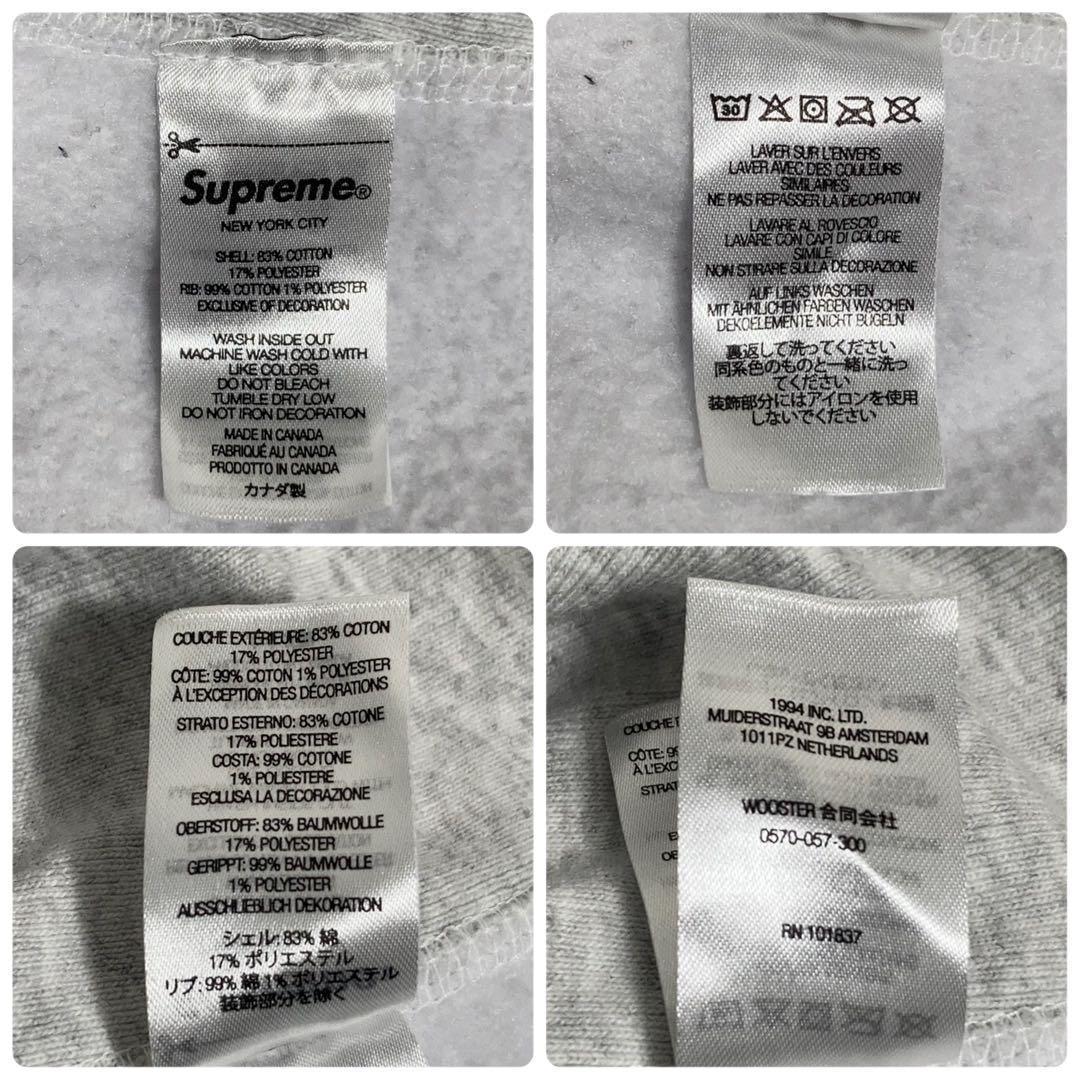 Supreme®
NEW YORK CITY
SHELL: 83% COTTON
17% POLYESTER
RIB: 99% COTTON 1% POLYESTER
EXCLUSIVE OF DECORATION
WASH INSIDE OUT
MACHINE WASH COLD WITH
LIKE COLORS
DO NOT BLEACH
TUMBLE DRY LOW
DO NOT IRON DECORATION
MADE IN CANADA
FABRIQUÉ AU CANADA
PRODOTTO IN CANADA
カナダ製
30
LAVER SUR L'ENVERS
LAVER AVEC DES COULEURS
SIMILAIRES
NE PAS REPASSER LA DÉCORATION
LAVARE AL ROVESCIO
LAVARE CON CAPI DI COLORE
SIMILE
NON STIRARE SULLA DECORAZIONE
AUF LINKS WASCHEN
MIT ÄHNLICHEN FARBEN WASCHEN
DEKOELEMENTE NICHT BÜGELN
裏返して洗ってください
同系色のものと一緒に洗っ
てください
装飾部分にはアイロンを使用
しないでください
COUCHE EXTÉRIEURE: 83% COTON
17% POLYESTER
CÔTE: 99% COTON 1% POLYESTER
À L'EXCEPTION DES DÉCORATIONS
STRATO ESTERNO: 83% COTONE
17% POLIESTERE
COSTA: 99% COTONE
1% POLIESTERE
ESCLUSA LA DECORAZIONE
OBERSTOFF: 83% BAUMWOLLE
17% POLYESTER
GERIPPT: 99% BAUMWOLLE
1% POLYESTER
AUSSCHLIEBLICH DEKORATION
シェル: 83% 綿
17% ポリエステル
リブ: 99% 綿 1% ポリエステル
装飾部分を除く
1994 INC. LTD.
MUIDERSTRAAT 9B AMSTERDAM
1011PZ NETHERLANDS
WOOSTER 合同会社
0570-057-300
RN 101837
COUCHE E
CÔTE: 99
À L'EXC
STRAT